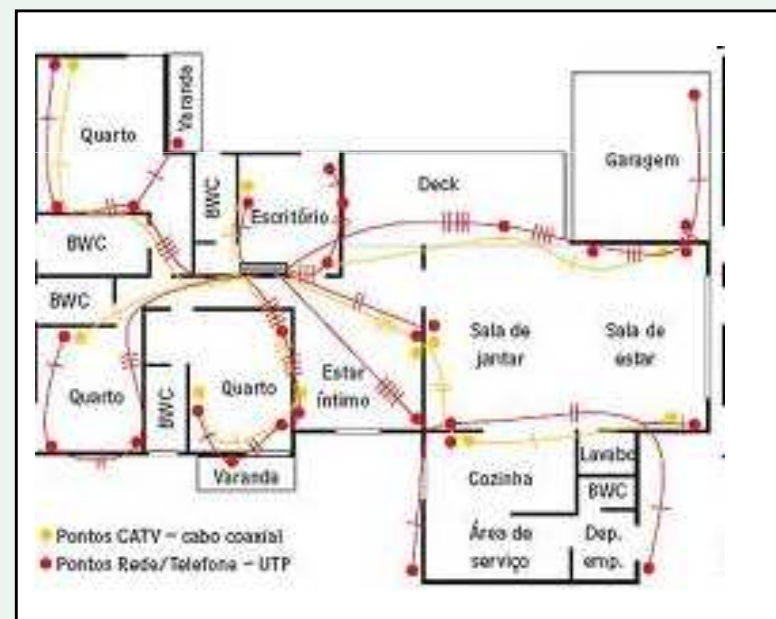 Quarto
Varanda
BWC
Escritório
Deck
Garagem
BWC
BWC
Quarto
BWC
Quarto
Estar
íntimo
Sala de
jantar
Sala de
estar
Varanda
Cozinha
Lavabo
BWC
Área de
serviço
Dep.
emp.
Pontos CATV – cabo coaxial
Pontos Rede/Telefone – UTP